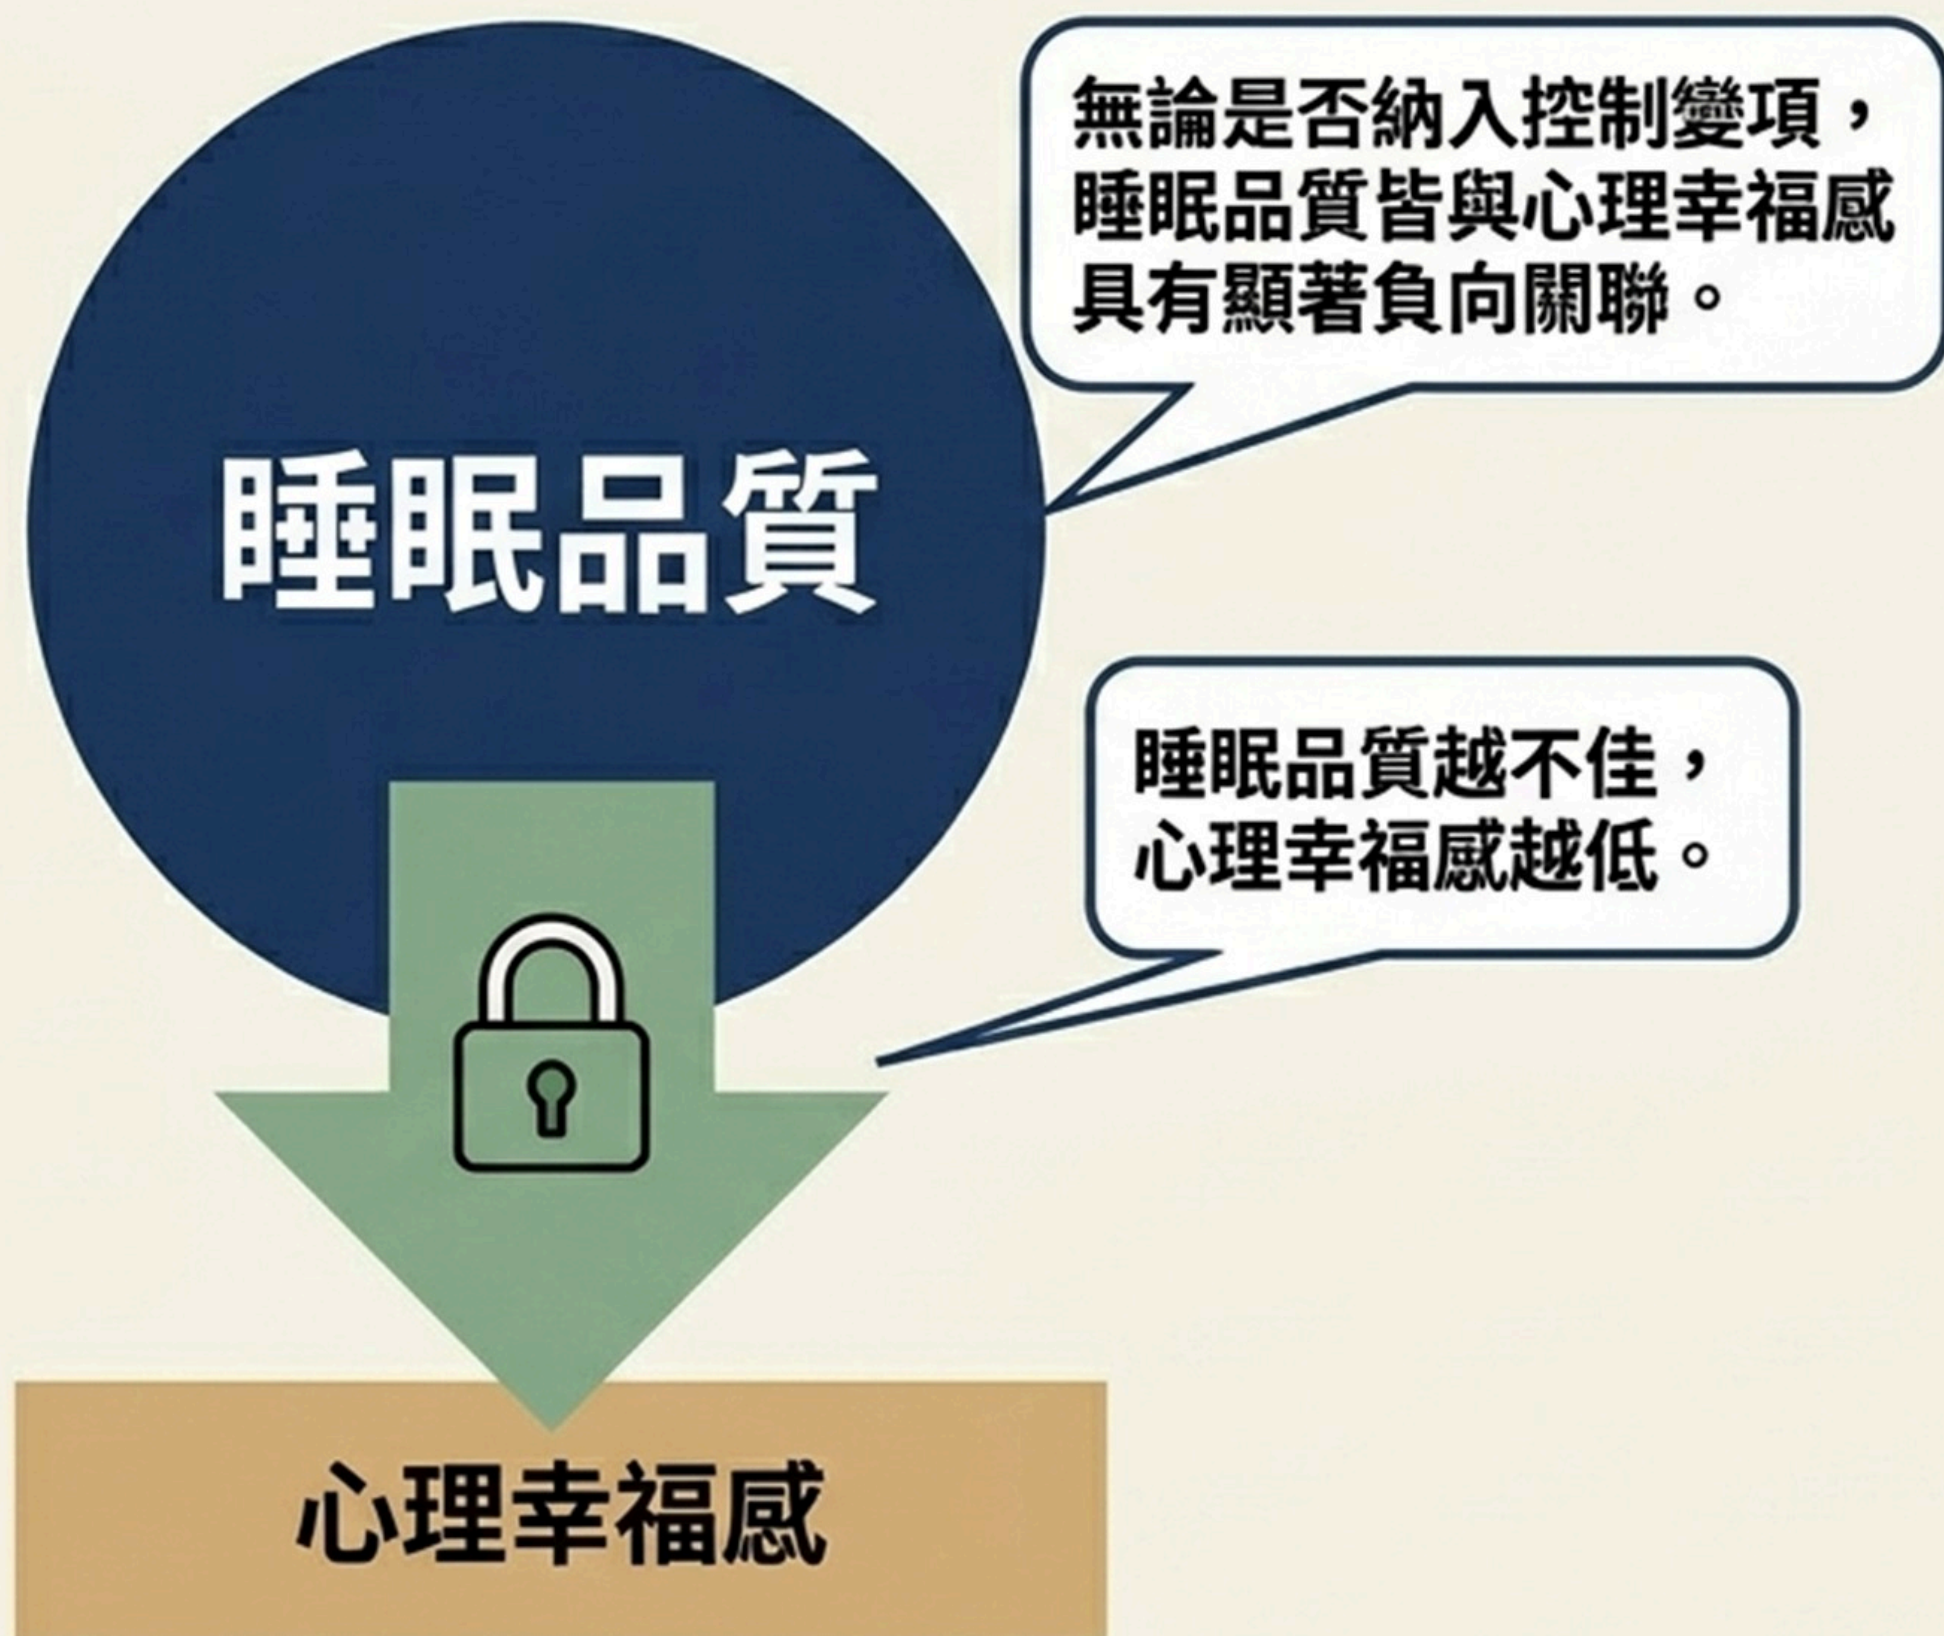 無論是否納入控制變項，
睡眠品質皆與心理幸福感
具有顯著負向關聯。
睡眠品質
睡眠品質越不佳，
心理幸福感越低。
心理幸福感